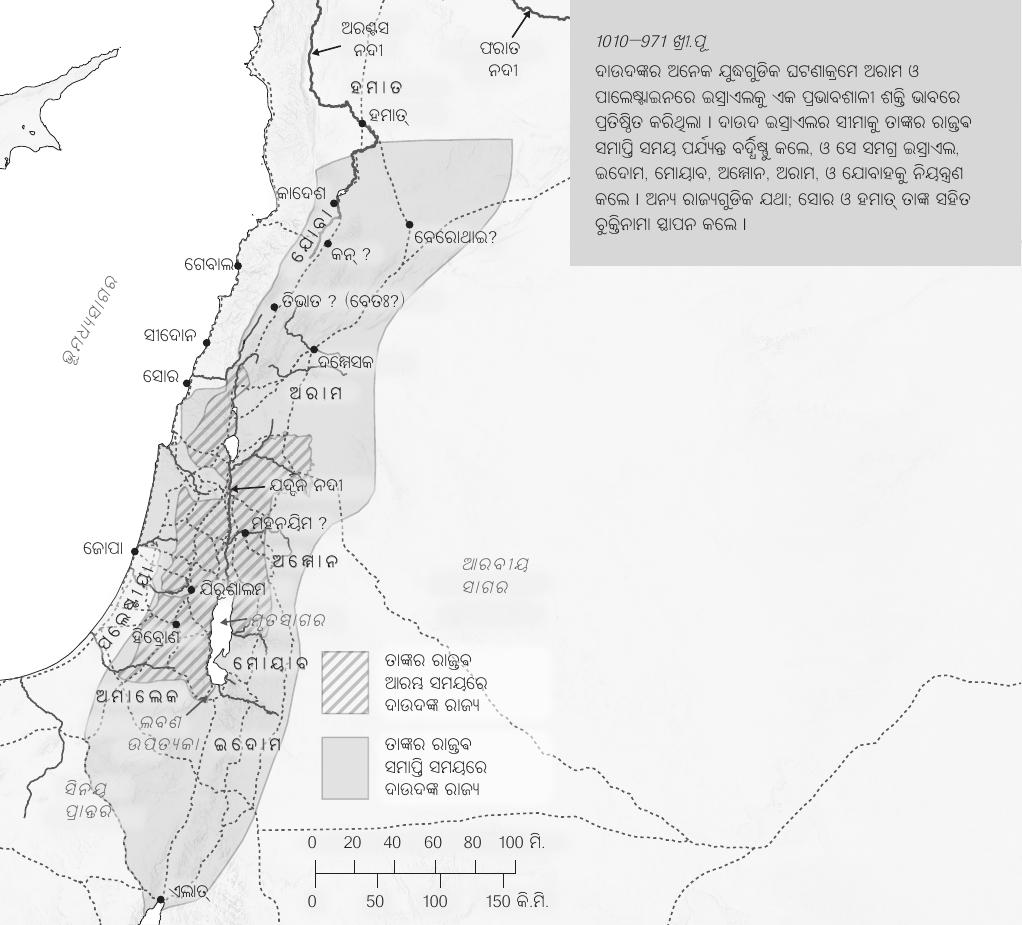 1010–971 ଖ୍ରୀ.ପୂ
ଦାଉଦଙ୍କର ଅନେକ ଯୁଦ୍ଧଗୁଡିକ ଘଟଣାକ୍ରମେ ଅରାମ ଓ
ପାଲେଷ୍ଟାଇନରେ ଇସ୍ରାଏଲକୁ ଏକ ପ୍ରଭାବଶାଳୀ ଶକ୍ତି ଭାବରେ
ପ୍ରତିଷ୍ଠିତ କରିଥିଲା । ଦାଉଦ ଇସ୍ରାଏଲର ସୀମାକୁ ତାଙ୍କର ରାଜତ୍ଵ
ସମାପ୍ତି ସମୟ ପର୍ଯ୍ୟନ୍ତ ବର୍ଦ୍ଧିଷ୍ଣୁ କଲେ, ଓ ସେ ସମଗ୍ର ଇସ୍ରାଏଲ,
ଇଦୋମ, ମୋୟାବ, ଅମ୍ମୋନ, ଅରାମ, ଓ ଯୋବାହକୁ ନିୟନ୍ତ୍ରଣ
କଲେ । ଅନ୍ୟ ରାଜ୍ୟଗୁଡିକ ଯଥା; ସୋର ଓ ହମାତ୍ ତାଙ୍କ ସହିତ
ଚୁକ୍ତିନାମା ସ୍ଥାପନ କଲେ ।
ଅରଣ୍ଟସ
ନଦୀ
ଫରାତ
ନଦୀ
ହମାତ
ହମାତ୍
କାଦେଶ
ଯୋବା
ବେରୋଥାଇ?
କନ୍ ?
ଗେବାଲ
ତିଭାତ ? (ବେତଃ?)
ଭୂମଧ୍ୟସାଗର
ସୀଦୋନ
ଦମ୍ମେସକ
ସୋର
ଅରାମ
ଯର୍ଦ୍ଦନ ନଦୀ
ମହନୟିମ ?
ଜୋପା
ଅମ୍ମୋନ
ଆରବୀୟ
ସାଗର
ପଲେଷ୍ଟୀୟା
ଯିରୂଶାଲମ
ମୃତସାଗର
ହିବ୍ରୋଣ
ମୋୟାବ
ଅମାଲେକ
ଲବଣ
ଉପତ୍ୟକା
ଇଦୋମ
ସିନୟ
ପ୍ରାନ୍ତର
ଏଲାତ୍
ତାଙ୍କର ରାଜତ୍ଵ
ଆରମ୍ଭ ସମୟରେ
ଦାଉଦଙ୍କ ରାଜ୍ୟ
ତାଙ୍କର ରାଜତ୍ଵ
ସମାପ୍ତି ସମୟରେ
ଦାଉଦଙ୍କ ରାଜ୍ୟ
0 20 40 60 80 100 ମି.
0 50 100 150 କି.ମି.